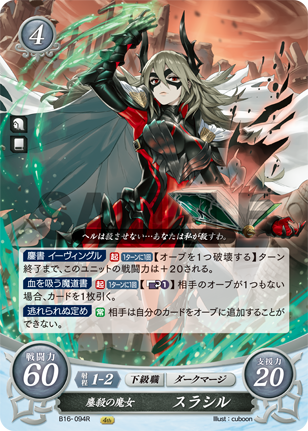 4
SAMPLE
ヘルは殺させない…あなたは私が殺すわ。
塵書 イーヴィングル 起 1ターンに1回 【オーブを1つ破壊する】ターン
終了まで、このユニットの戦闘力は+20される。
血を吸う魔道書 起 1ターンに1回 【1】相手のオーブが1つもない
場合、カードを1枚引く。
逃れられぬ定め 常 相手は自分のカードをオーブに追加することが
できない。
戦闘力
60
射程 1-2
下級職
ダークマージ
支援力
20
塵殺の魔女 スラシル
B16-094R
4th
Illust : cuboon